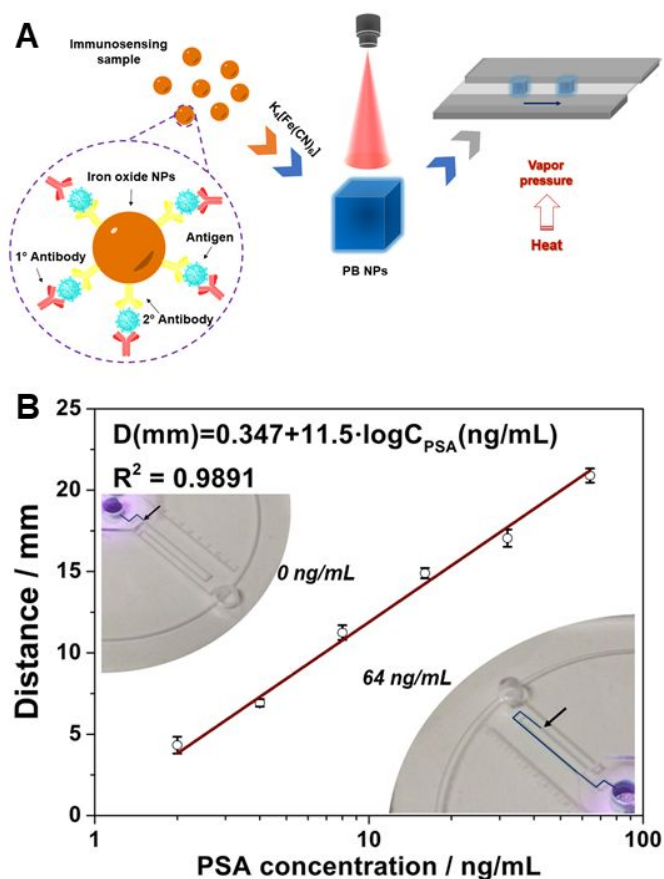 A
Immunosensing
sample
K₄[Fe(CN)₆]
Iron oxide NPs
1° Antibody
Antigen
2° Antibody
PB NPs
Vapor
pressure
Heat
B
D(mm)=0.347+11.5·logC_PSA(ng/mL)
R² = 0.9891
0 ng/mL
64 ng/mL
Distance / mm
25
20
15
10
5
0
1 10 100
PSA concentration / ng/mL